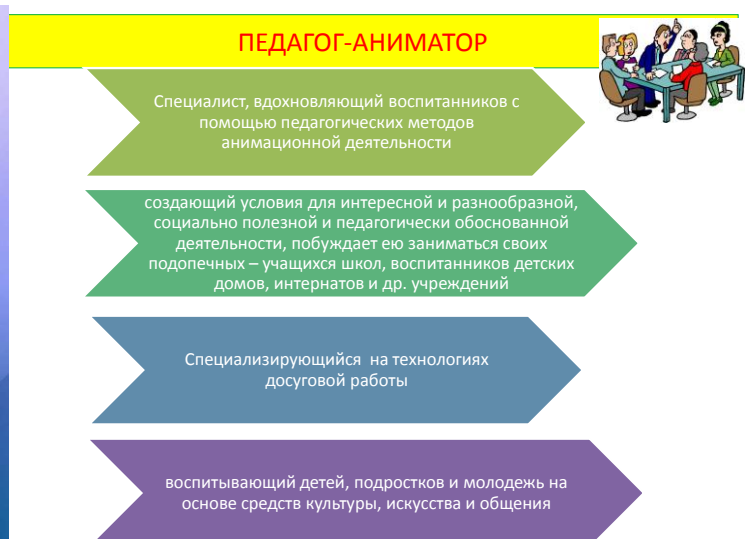 ПЕДАГОГ-АНИМАТОР
Специалист, вдохновляющий воспитанников с
помощью педагогических методов
анимационной деятельности
создающий условия для интересной и разнообразной,
социально полезной и педагогически обоснованной
деятельности, побуждает ею заниматься своих
подопечных – учащихся школ, воспитанников детских
домов, интернатов и др. учреждений
Специализирующийся на технологиях
досуговой работы
воспитывающий детей, подростков и молодежь на
основе средств культуры, искусства и общения